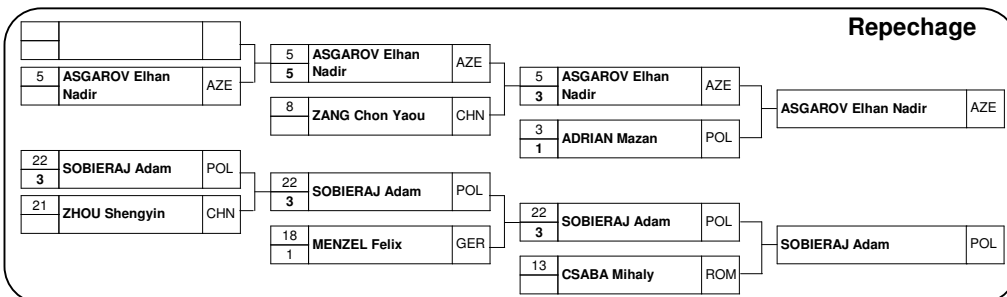 Repechage
5 ASGAROV Elhan Nadir AZE
5 ASGAROV Elhan Nadir AZE
5
8 ZANG Chon Yaou CHN
5 ASGAROV Elhan Nadir AZE
3
3 ADRIAN Mazan POL
1
ASGAROV Elhan Nadir AZE
22 SOBIERAJ Adam POL
3
21 ZHOU Shengyin CHN
22 SOBIERAJ Adam POL
3
18 MENZEL Felix GER
1
22 SOBIERAJ Adam POL
3
13 CSABA Mihaly ROM
SOBIERAJ Adam POL